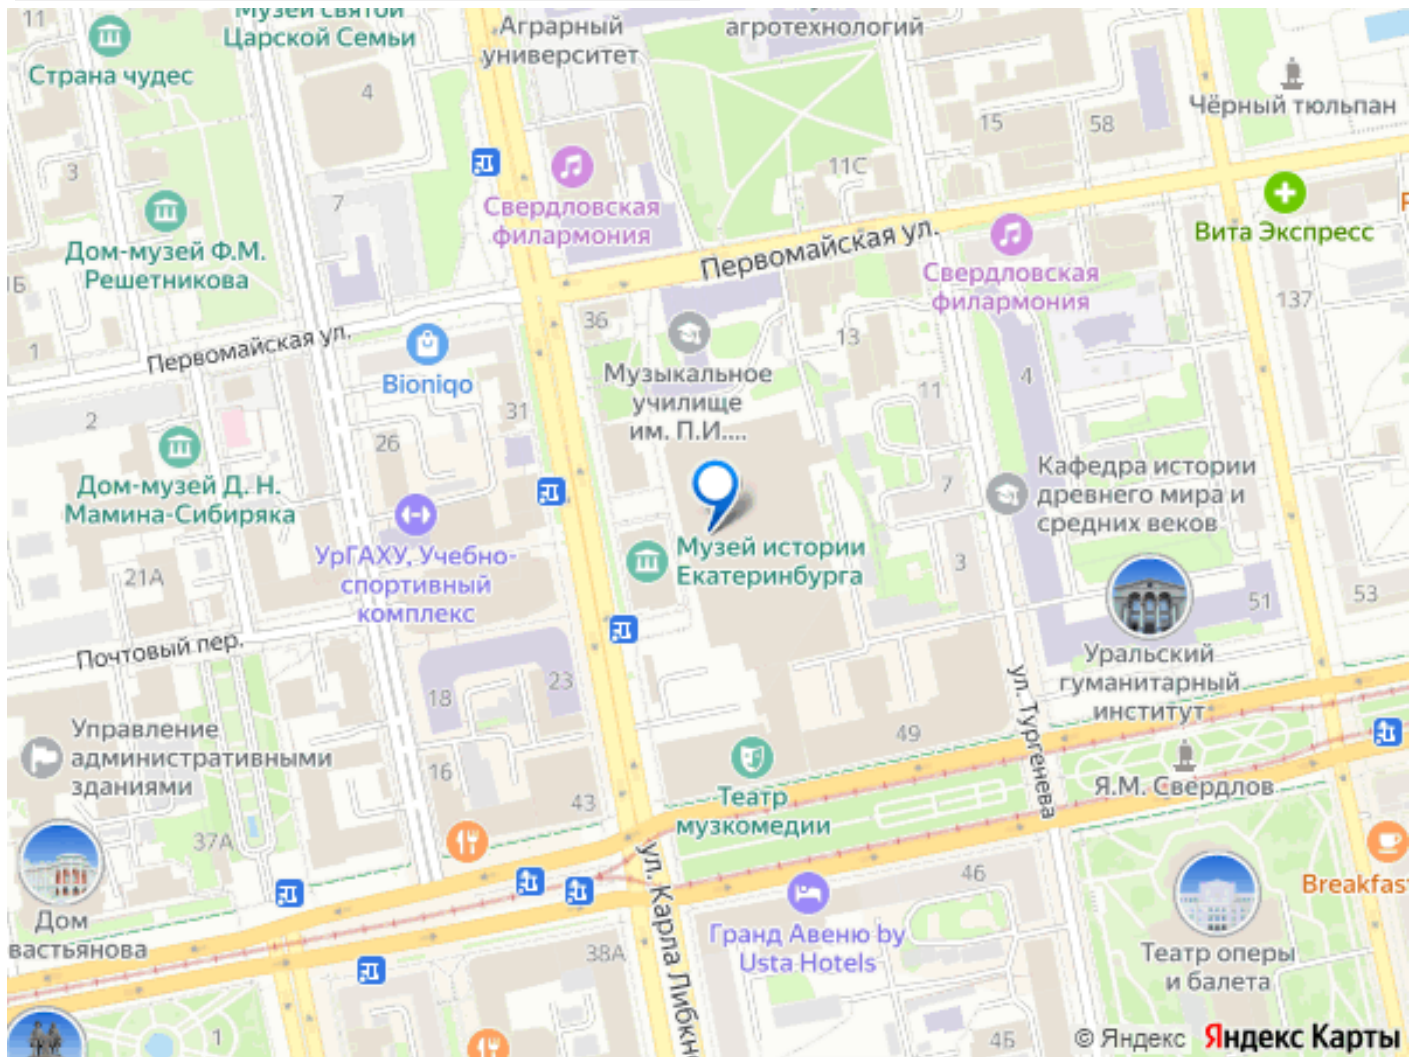 11
Музей святой
Царской Семьи
Аграрный
университет
агротехнологий
Страна чудес
4
Чёрный тюльпан
15
58
3
7
11С
Свердловская
филармония
Вита Экспресс
Дом-музей Ф.М.
Решетникова
Первомайская ул.
Свердловская
филармония
1Б
137
36
1
Первомайская ул.
13
Bioniqo
Музыкальное
училище
им. П.И....
11
4
2
31
26
Дом-музей Д. Н.
Мамина-Сибиряка
7
Кафедра истории
древнего мира и
средних веков
УрГАХУ, Учебно-
спортивный
комплекс
Музей истории
Екатеринбурга
3
21А
51
53
Почтовый пер.
Уральский
гуманитарный
институт
18
23
ул. Тургенева
Управление
административными
зданиями
49
16
Театр
музкомедии
Я.М. Свердлов
43
37А
ул. Карла Либкн
46
Breakfast
Дом
вастьянова
38А
Гранд Авеню by
Usta Hotels
Театр оперы
и балета
1
4Б
© Яндекс Яндекс Карты